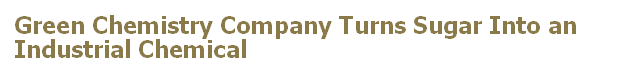 Green Chemistry Company Turns Sugar Into an
Industrial Chemical